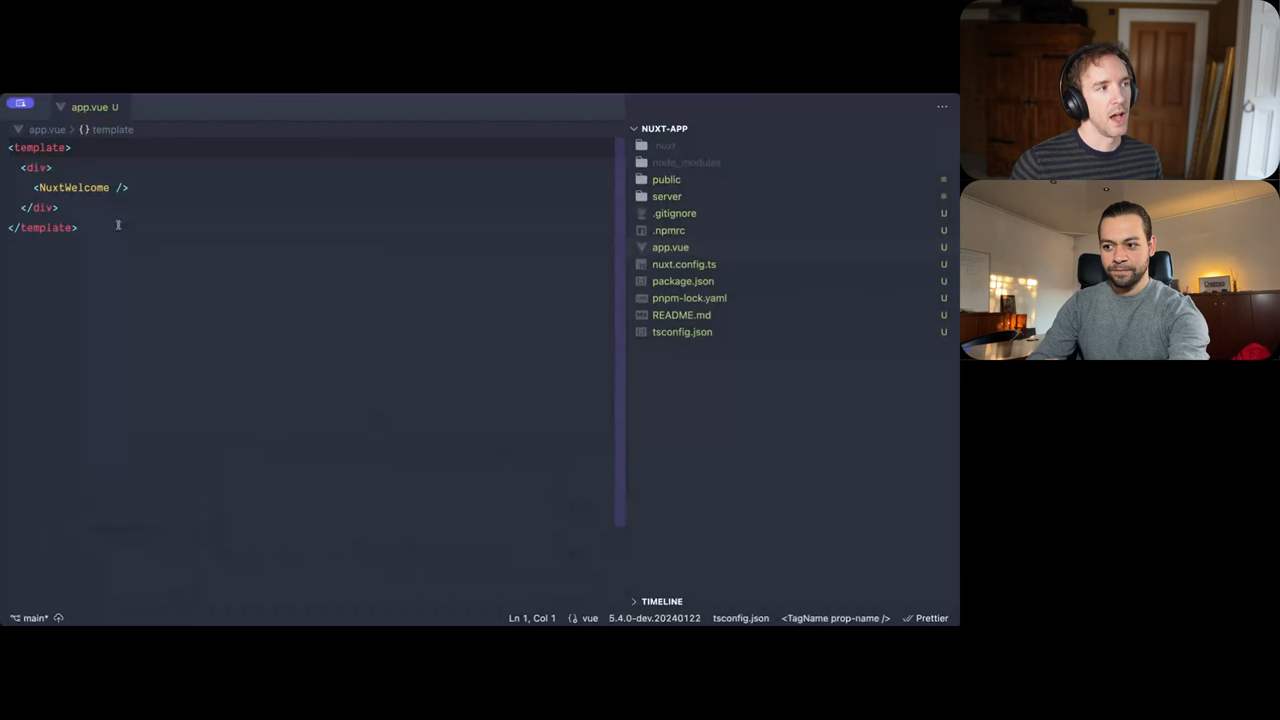 app.vue U
app.vue > {} template
<template>
<div>
<NuxtWelcome />
</div>
</template>
...
NUXT-APP
.nuxt
node_modules
public
server
.gitignore U
.npmrc U
app.vue U
nuxt.config.ts U
package.json U
pnpm-lock.yaml U
README.md U
tsconfig.json U
TIMELINE
main* Ln 1, Col 1 vue 5.4.0-dev.20240122 tsconfig.json <TagName prop-name /> Prettier